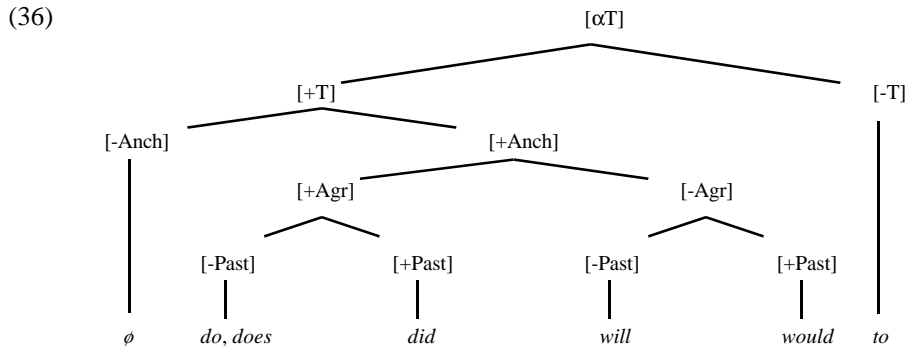 (36) [αT]
[+T] [-T]
[-Anch] [+Anch]
[+Agr] [-Agr]
[-Past] [+Past] [-Past] [+Past]
ø do, does did will would to